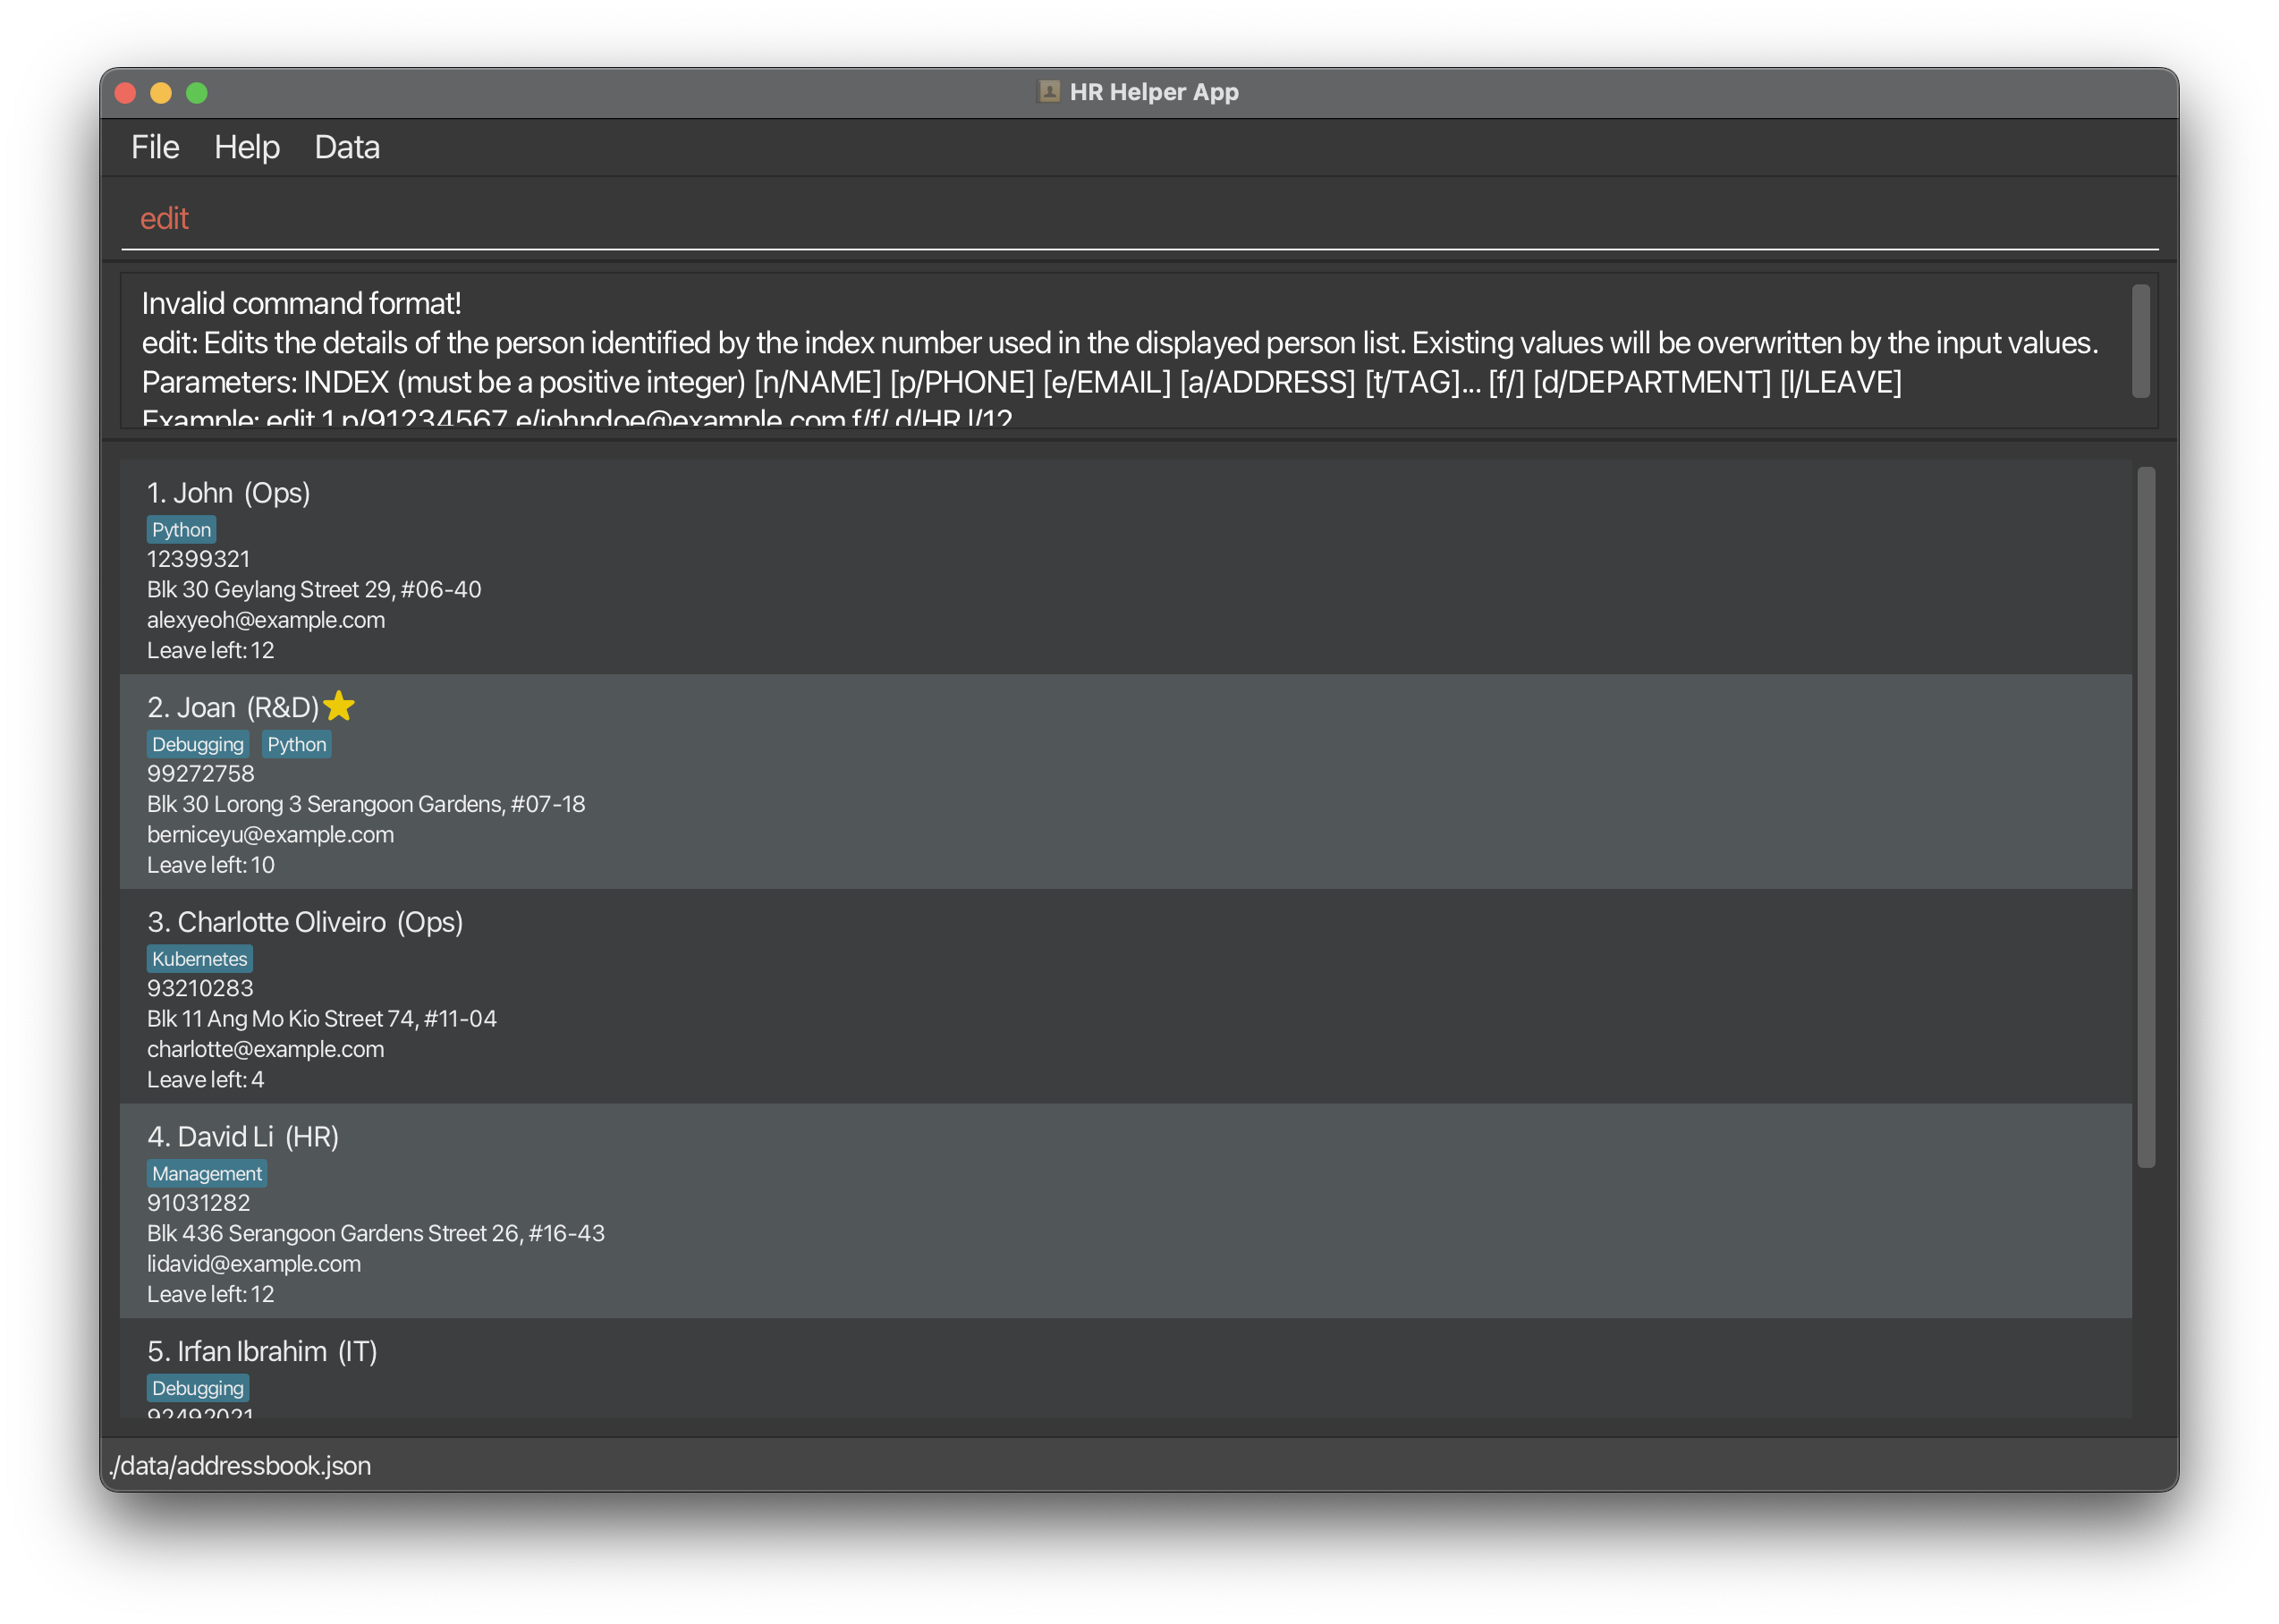 HR Helper App
File Help Data
edit
Invalid command format!
edit: Edits the details of the person identified by the index number used in the displayed person list. Existing values will be overwritten by the input values.
Parameters: INDEX (must be a positive integer) [n/NAME] [p/PHONE] [e/EMAIL] [a/ADDRESS] [t/TAG]... [f/] [d/DEPARTMENT] [l/LEAVE]
Example: edit 1 p/91234567 e/johndoe@example.com f/f/ d/HR l/12
1. John (Ops)
Python
12399321
Blk 30 Geylang Street 29, #06-40
alexyeoh@example.com
Leave left: 12
2. Joan (R&D)
Debugging Python
99272758
Blk 30 Lorong 3 Serangoon Gardens, #07-18
berniceyu@example.com
Leave left: 10
3. Charlotte Oliveiro (Ops)
Kubernetes
93210283
Blk 11 Ang Mo Kio Street 74, #11-04
charlotte@example.com
Leave left: 4
4. David Li (HR)
Management
91031282
Blk 436 Serangoon Gardens Street 26, #16-43
lidavid@example.com
Leave left: 12
5. Irfan Ibrahim (IT)
Debugging
92492021
./data/addressbook.json